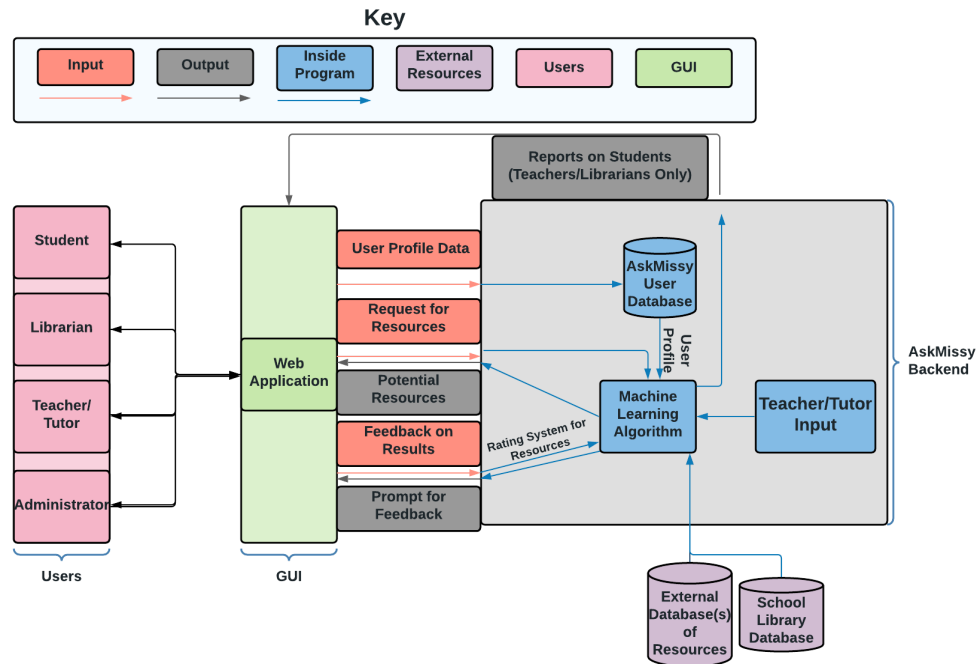 Key
Input
Output
Inside
Program
External
Resources
Users
GUI
Reports on Students
(Teachers/Librarians Only)
Student
Librarian
Teacher/
Tutor
Administrator
Users
Web
Application
GUI
User Profile Data
Request for
Resources
Potential
Resources
Feedback on
Results
Prompt for
Feedback
AskMissy
User
Database
User
Profile
Rating System for
Resources
Machine
Learning
Algorithm
Teacher/Tutor
Input
AskMissy
Backend
External
Database(s)
of
Resources
School
Library
Database